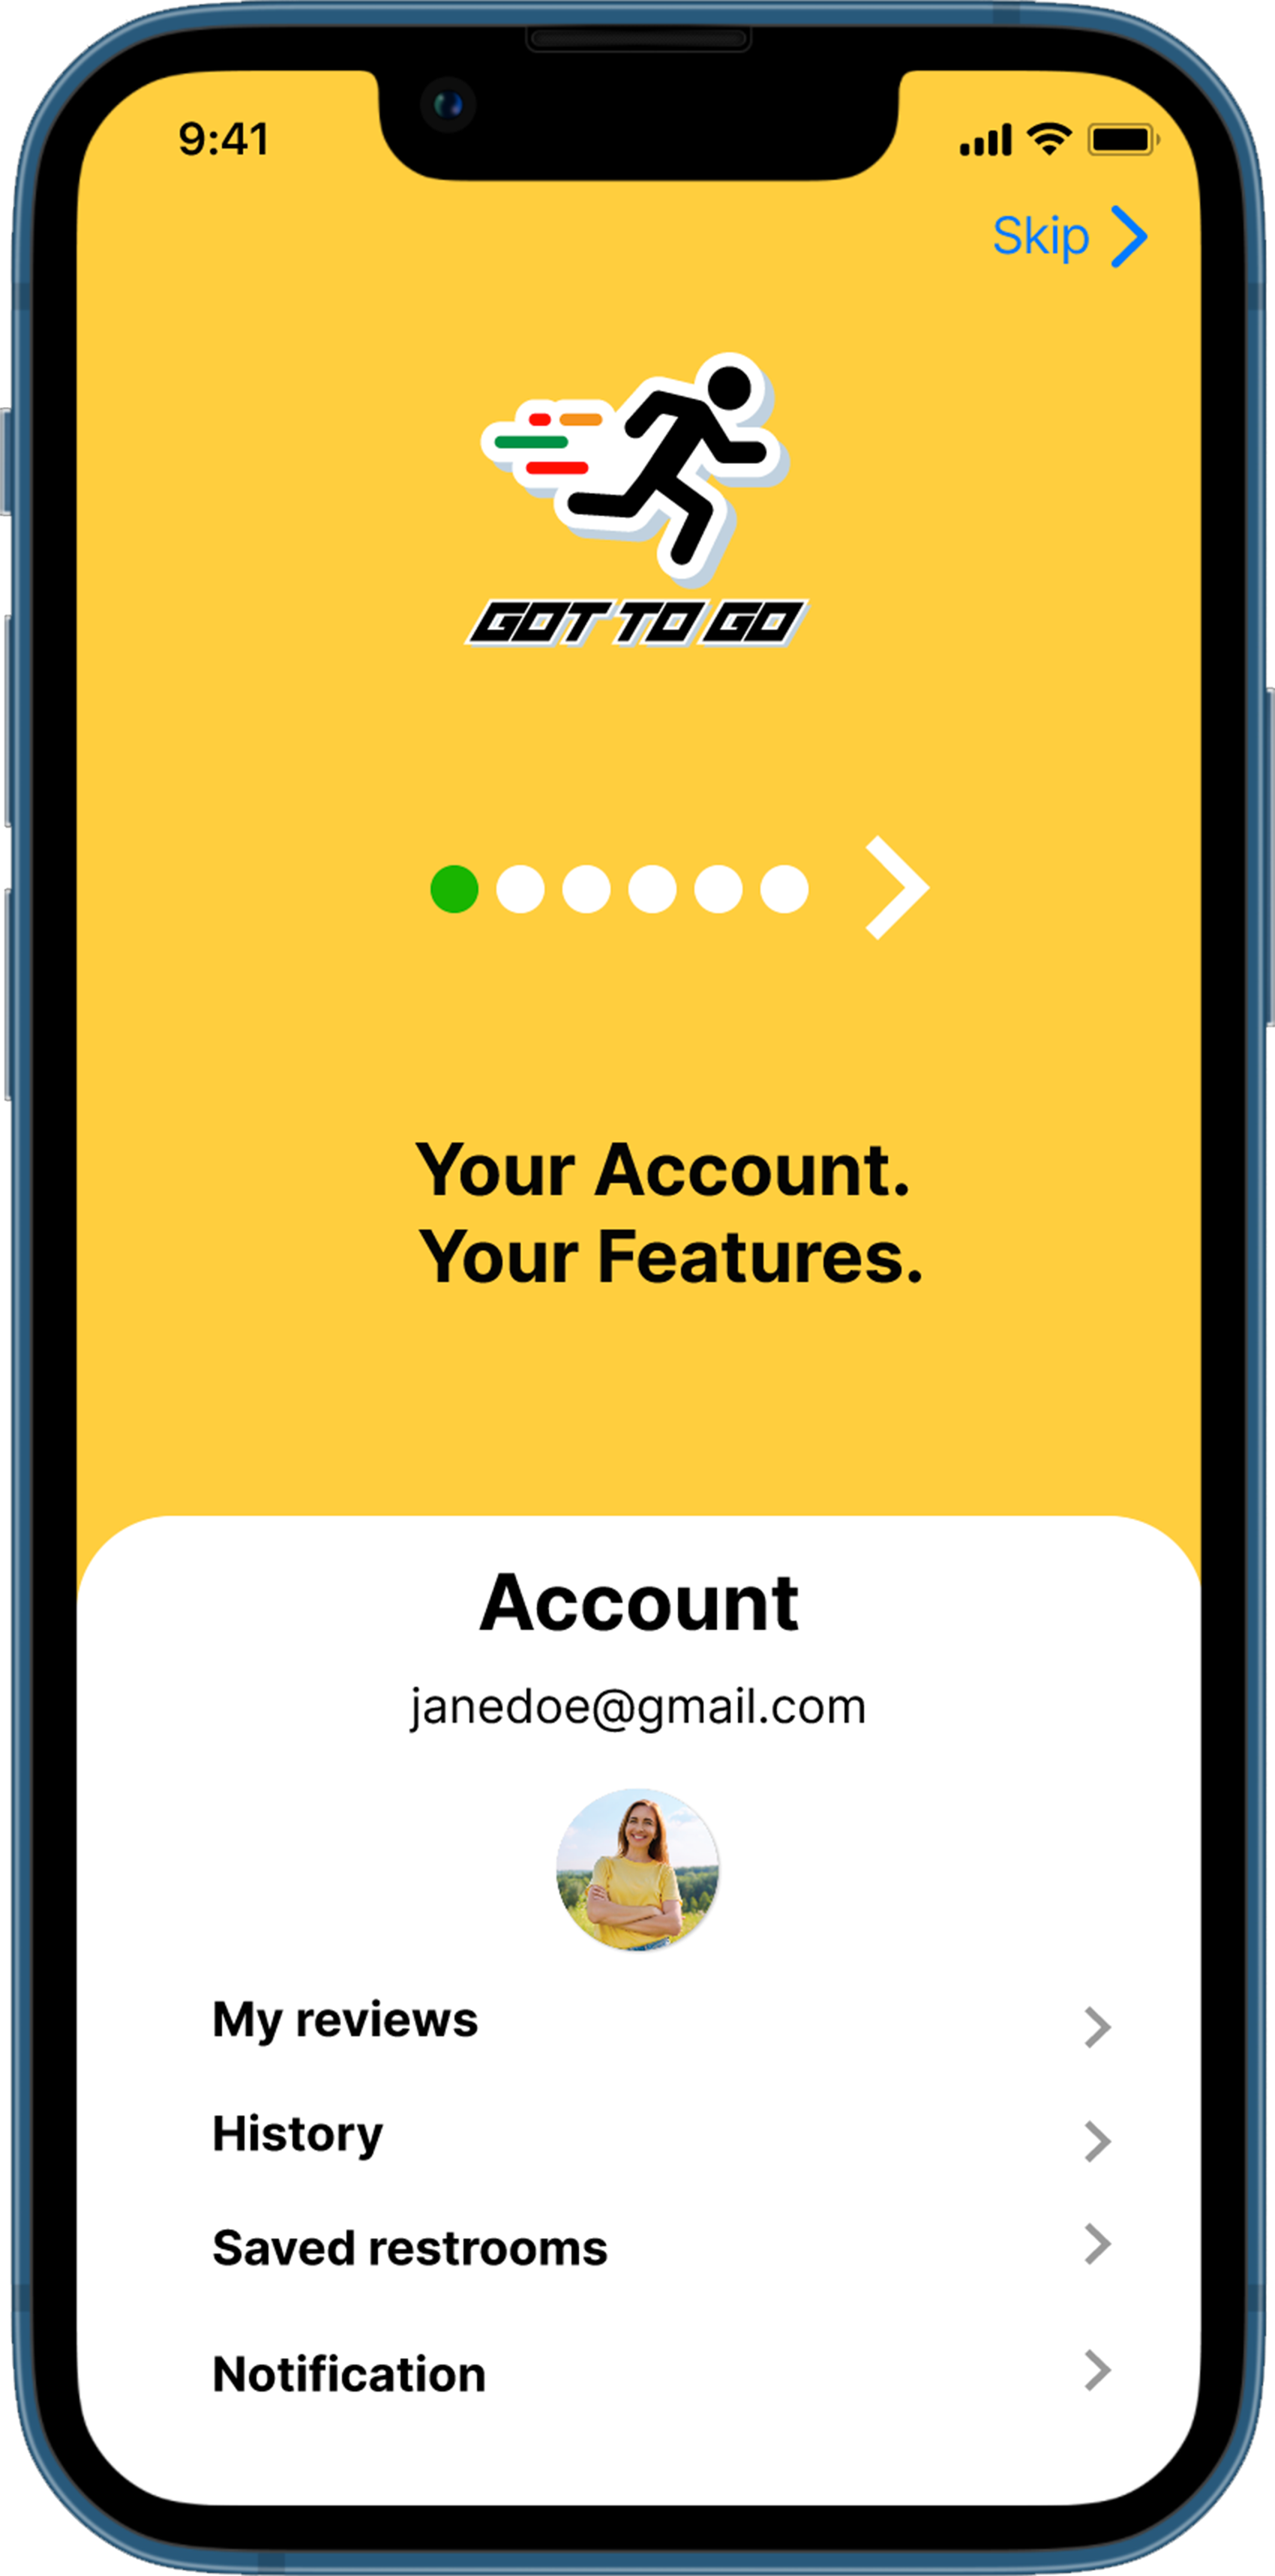 9:41
Skip
GOT TO GO
Your Account.
Your Features.
Account
janedoe@gmail.com
My reviews
History
Saved restrooms
Notification